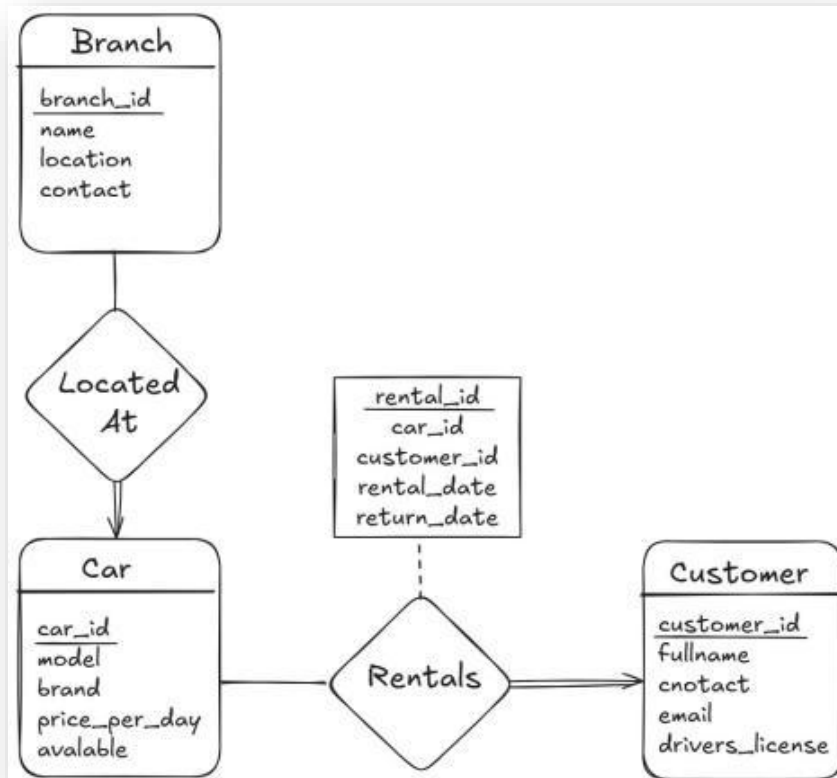 Branch
branch_id
name
location
contact
Located
At
rental_id
car_id
customer_id
rental_date
return_date
Car
car_id
model
brand
price_per_day
avalable
Rentals
Customer
customer_id
fullname
cnotact
email
drivers_license